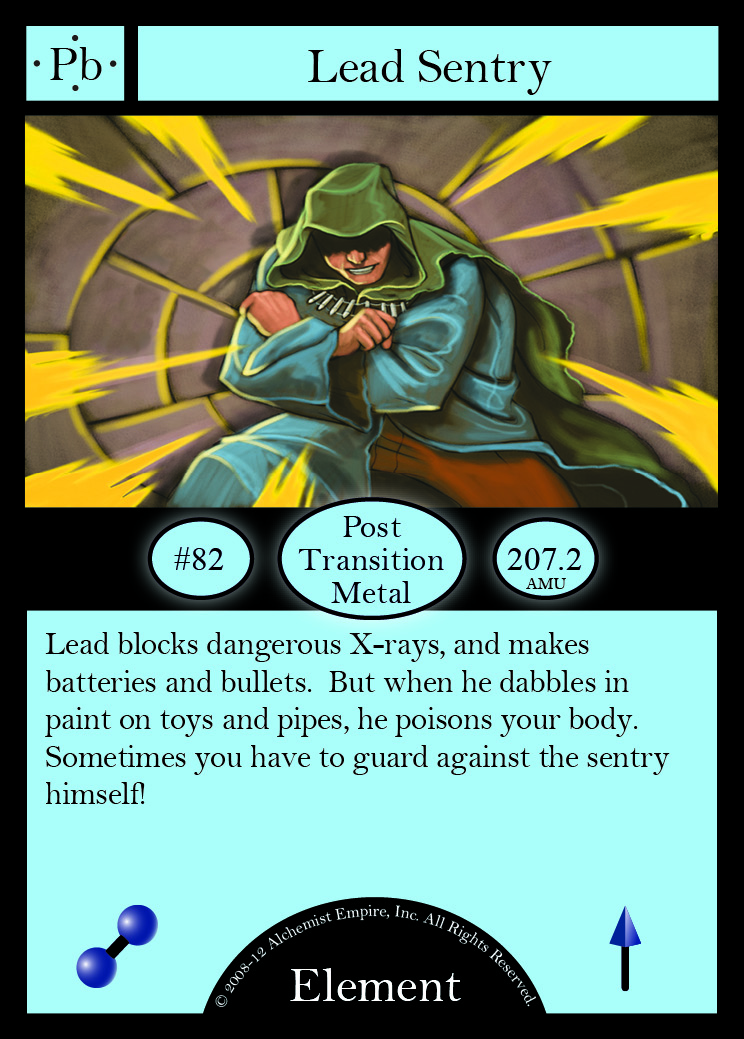 Pb
Lead Sentry
#82
Post
Transition
Metal
207.2
AMU
Lead blocks dangerous X-rays, and makes
batteries and bullets.  But when he dabbles in
paint on toys and pipes, he poisons your body.
Sometimes you have to guard against the sentry
himself!
© 2008-12 Alchemist Empire, Inc. All Rights Reserved.
Element